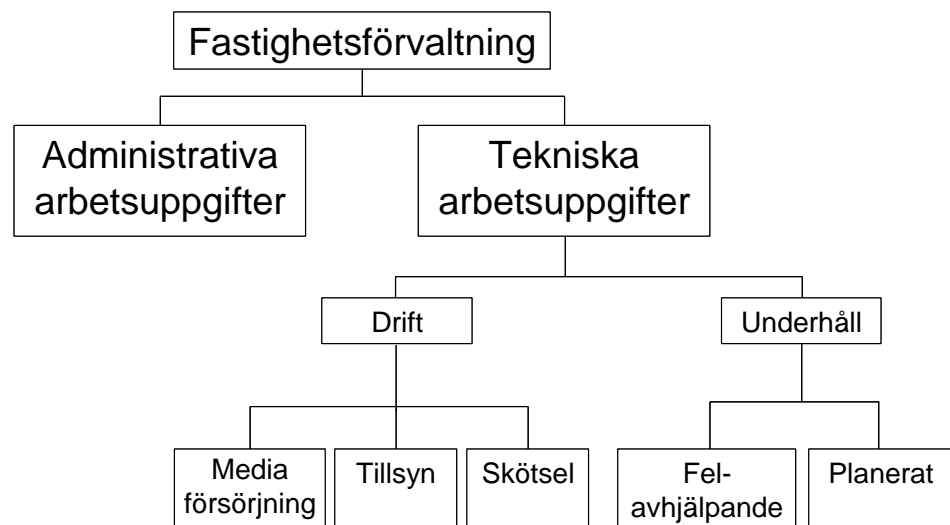 Fastighetsförvaltning
Administrativa
arbetsuppgifter
Tekniska
arbetsuppgifter
Drift
Underhåll
Media
försörjning
Tillsyn
Skötsel
Fel-
avhjälpande
Planerat